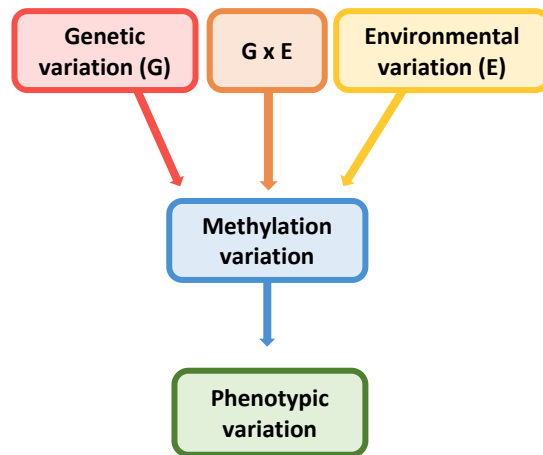 Genetic
variation (G)
G x E
Environmental
variation (E)
Methylation
variation
Phenotypic
variation